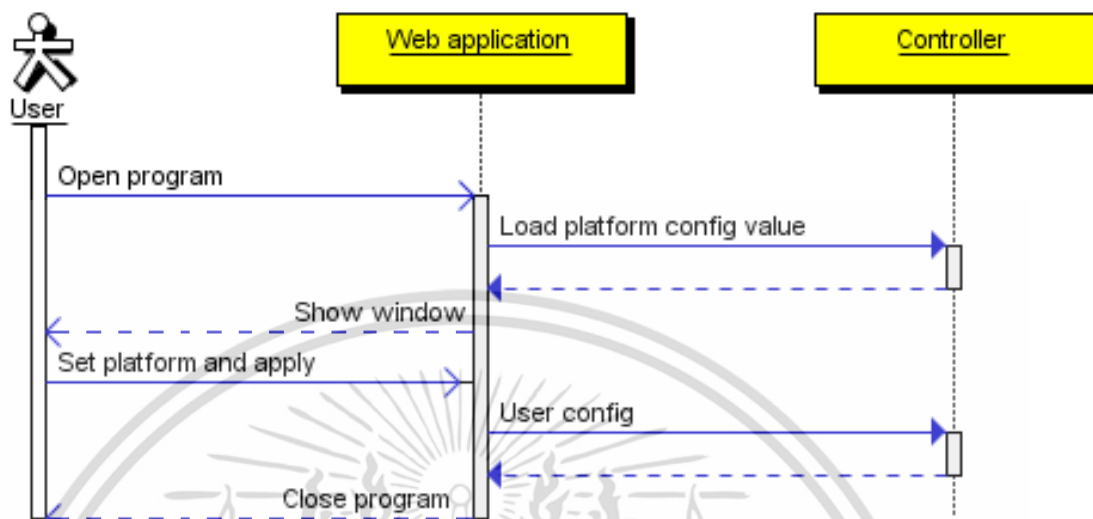 Web application
Controller
User
Open program
Load platform config value
Show window
Set platform and apply
User config
Close program